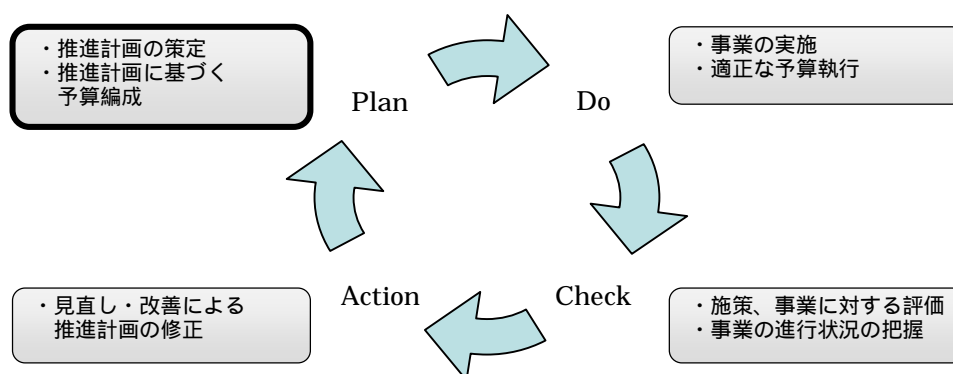 ・推進計画の策定
・推進計画に基づく
予算編成
Plan
Do
・事業の実施
・適正な予算執行
Action
Check
・見直し・改善による
推進計画の修正
・施策、事業に対する評価
・事業の進行状況の把握